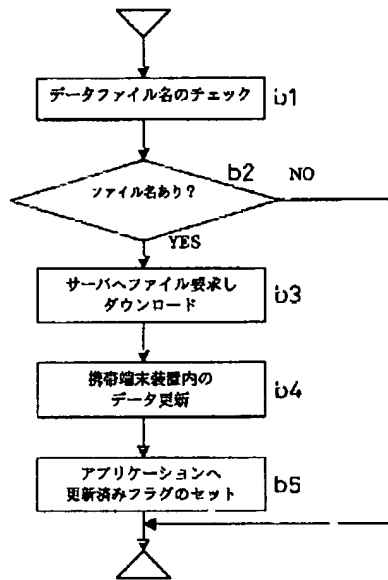 データファイル名のチェック b1
b2 NO
ファイル名あり?
YES
サーバへファイル要求し
ダウンロード
b3
携帯端末装置内の
データ更新
b4
アプリケーションへ
更新済みフラグのセット
b5